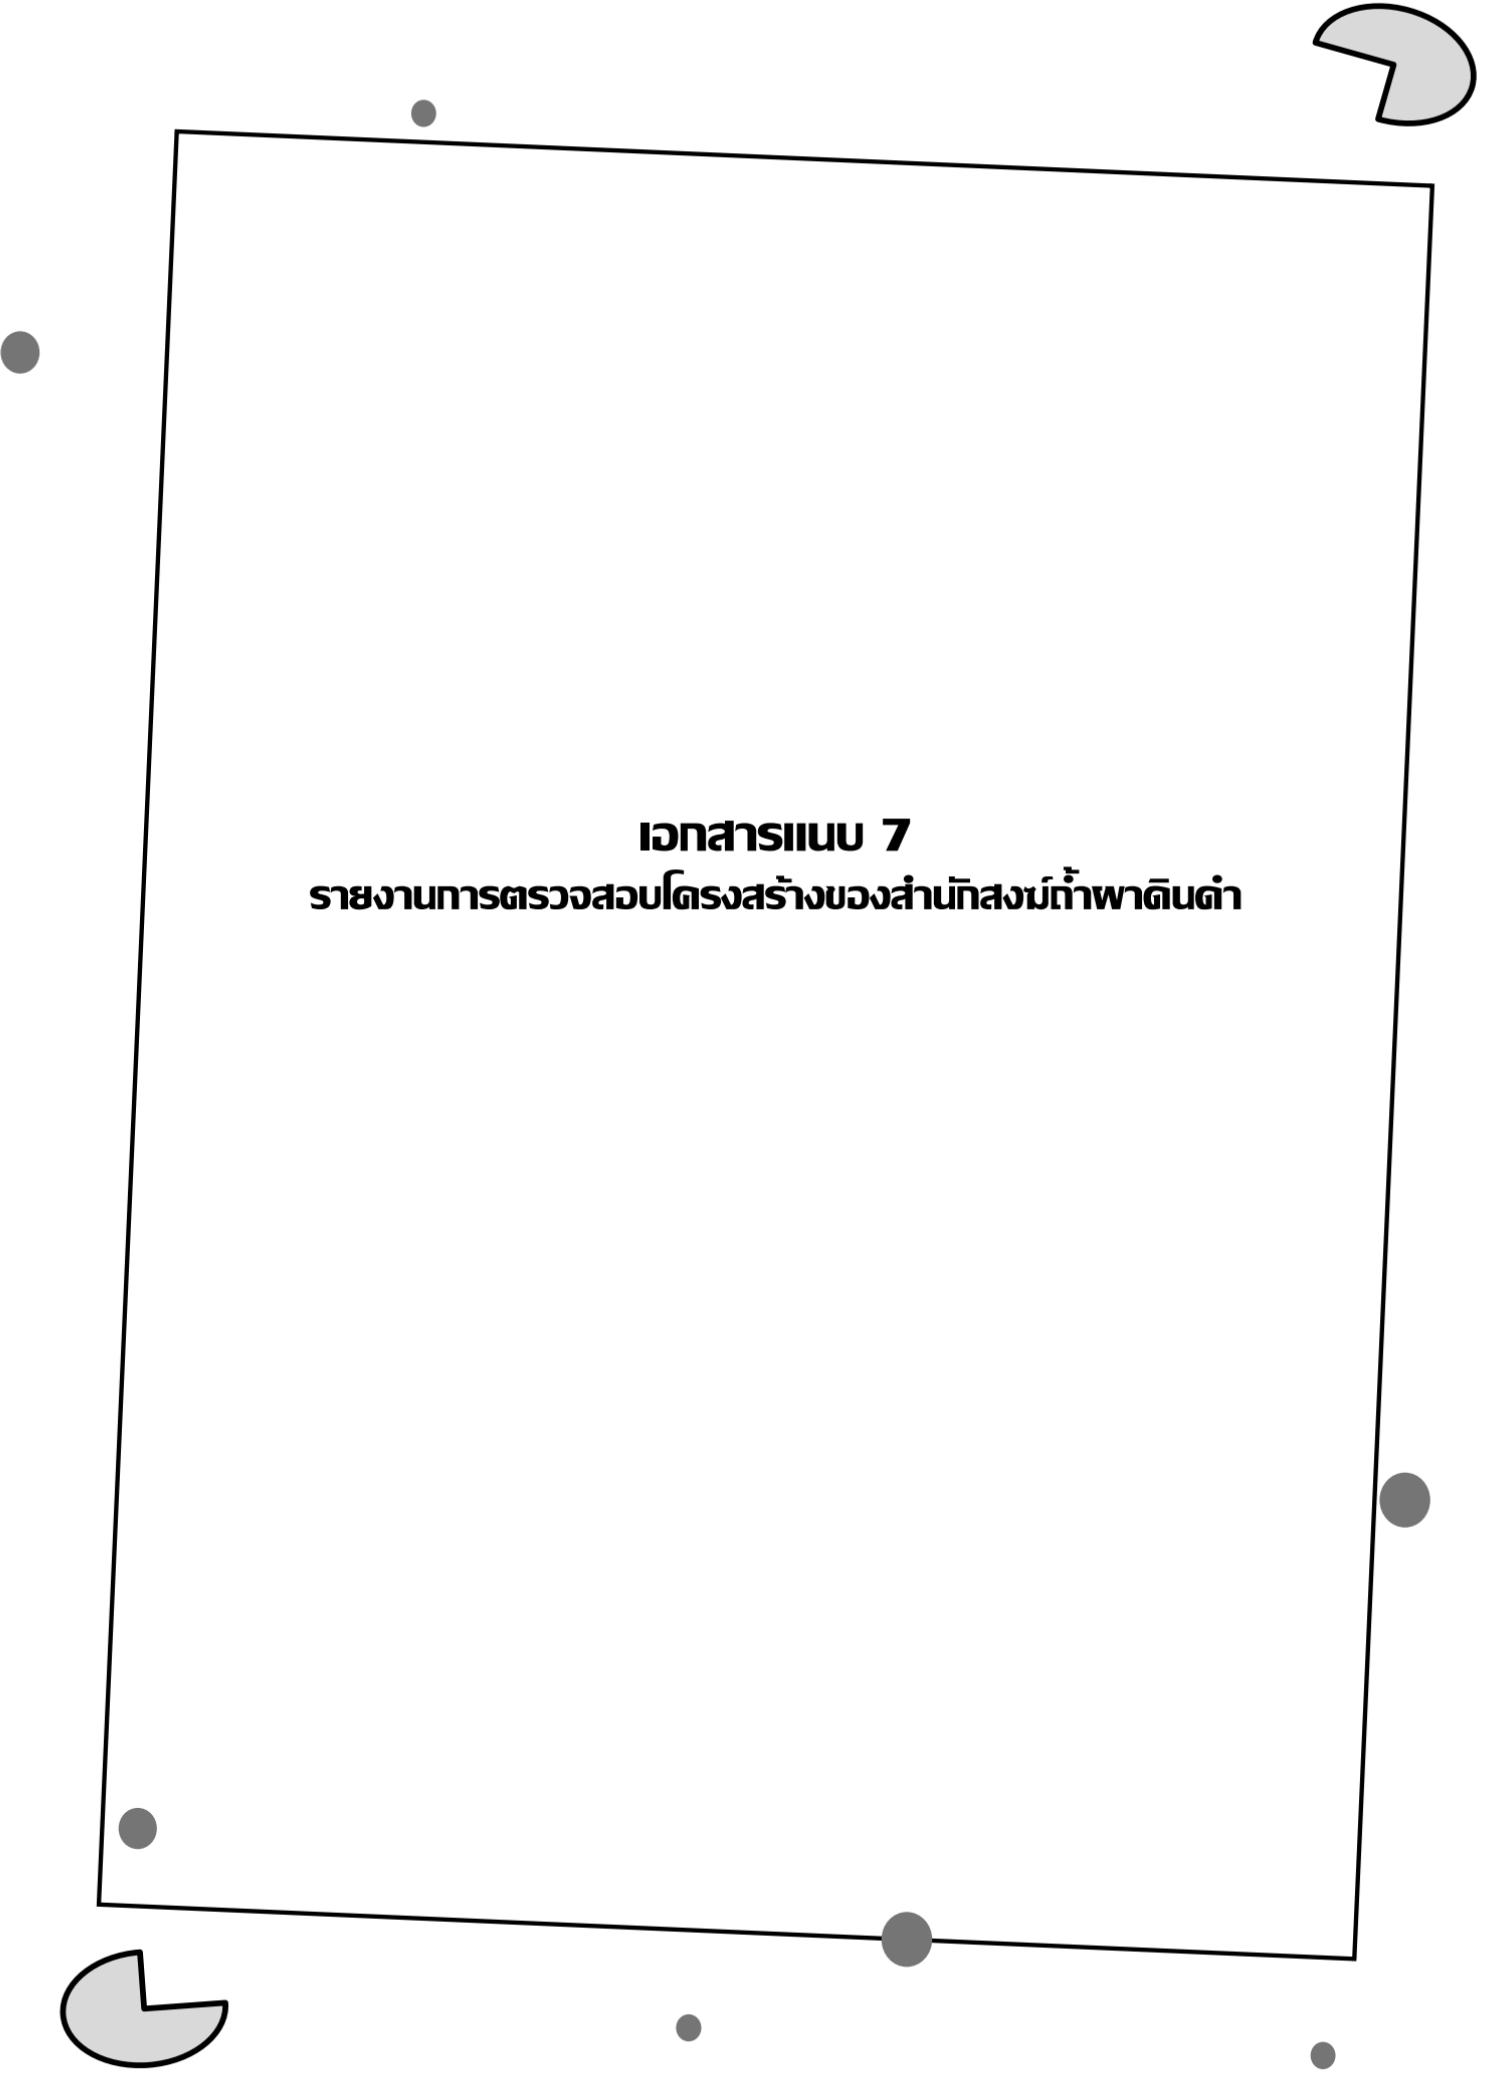 เอกสารแนบ 7
รายงานการตรวจสอบโครงสร้างของสำนักสงฆ์ถ้ำผาดินดำ